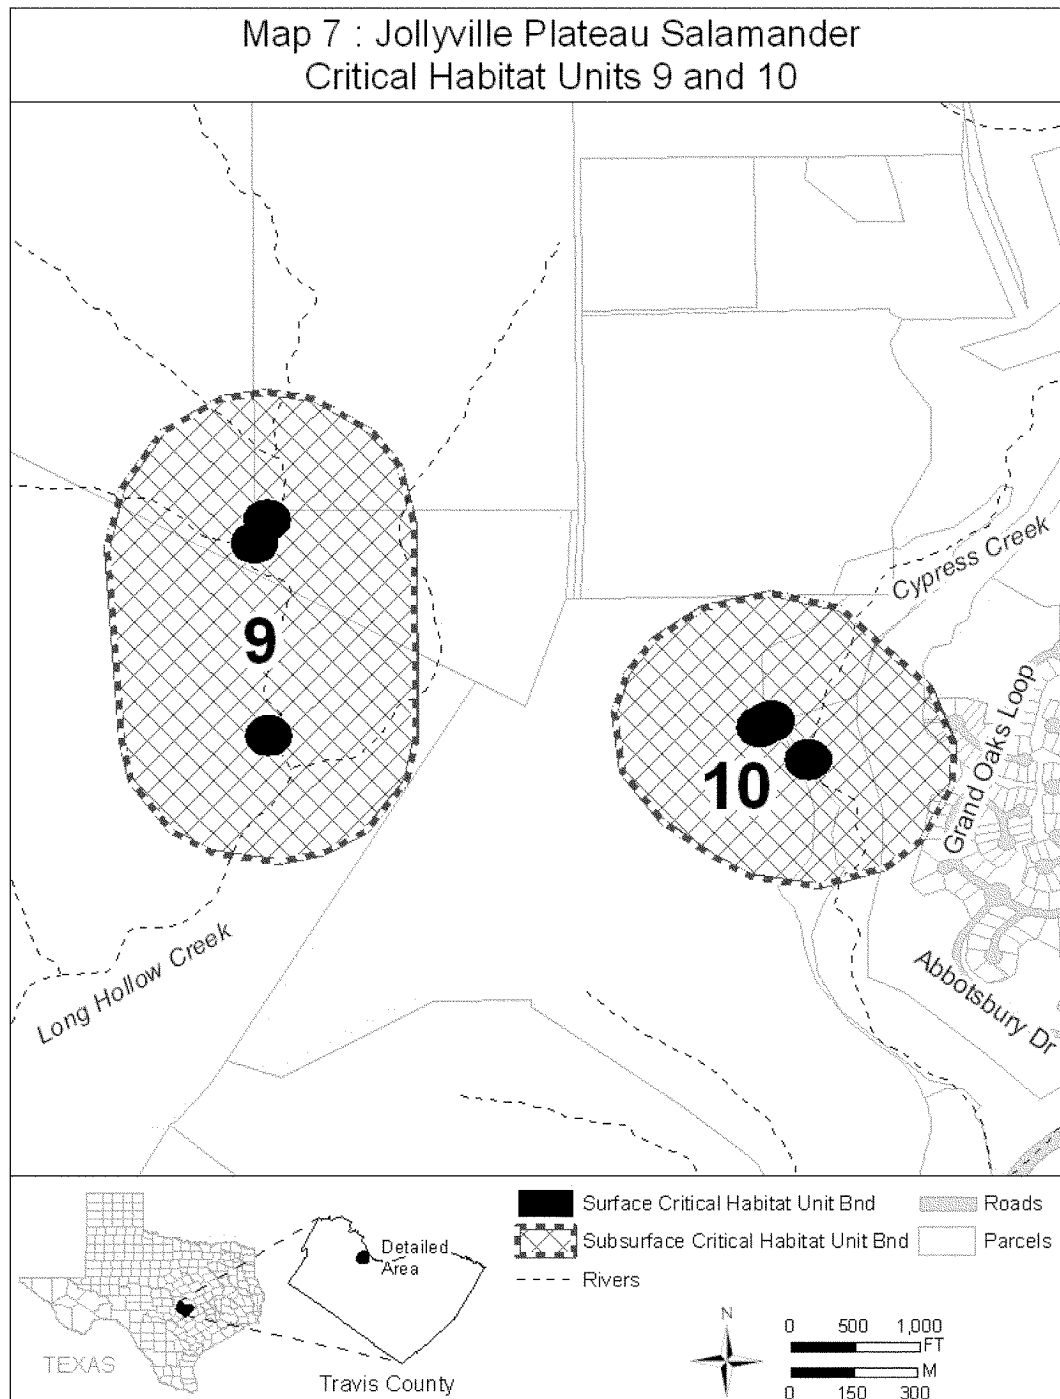 Map 7 : Jollyville Plateau Salamander
Critical Habitat Units 9 and 10
Cypress Creek
9
Grand Oaks Loop
10
Long Hollow Creek
Abbotsbury Dr
Surface Critical Habitat Unit Bnd
Roads
Subsurface Critical Habitat Unit Bnd
Parcels
Rivers
Detailed
Area
TEXAS
Travis County
N
0 500 1,000
FT
M
0 150 300